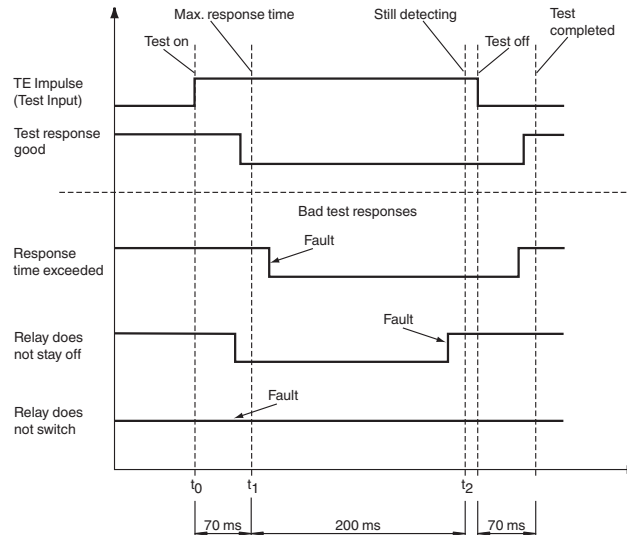 Max. response time
Still detecting
Test
completed
Test on
Test off
TE Impulse
(Test Input)
Test response
good
Bad test responses
Response
time exceeded
Fault
Relay does
not stay off
Fault
Relay does
not switch
Fault
t0
t1
t2
70 ms
200 ms
70 ms